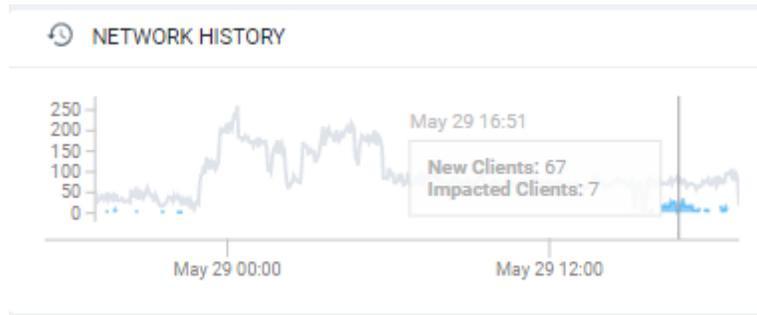 NETWORK HISTORY
250
200
150
100
50
0
May 29 16:51
New Clients: 67
Impacted Clients: 7
May 29 00:00
May 29 12:00